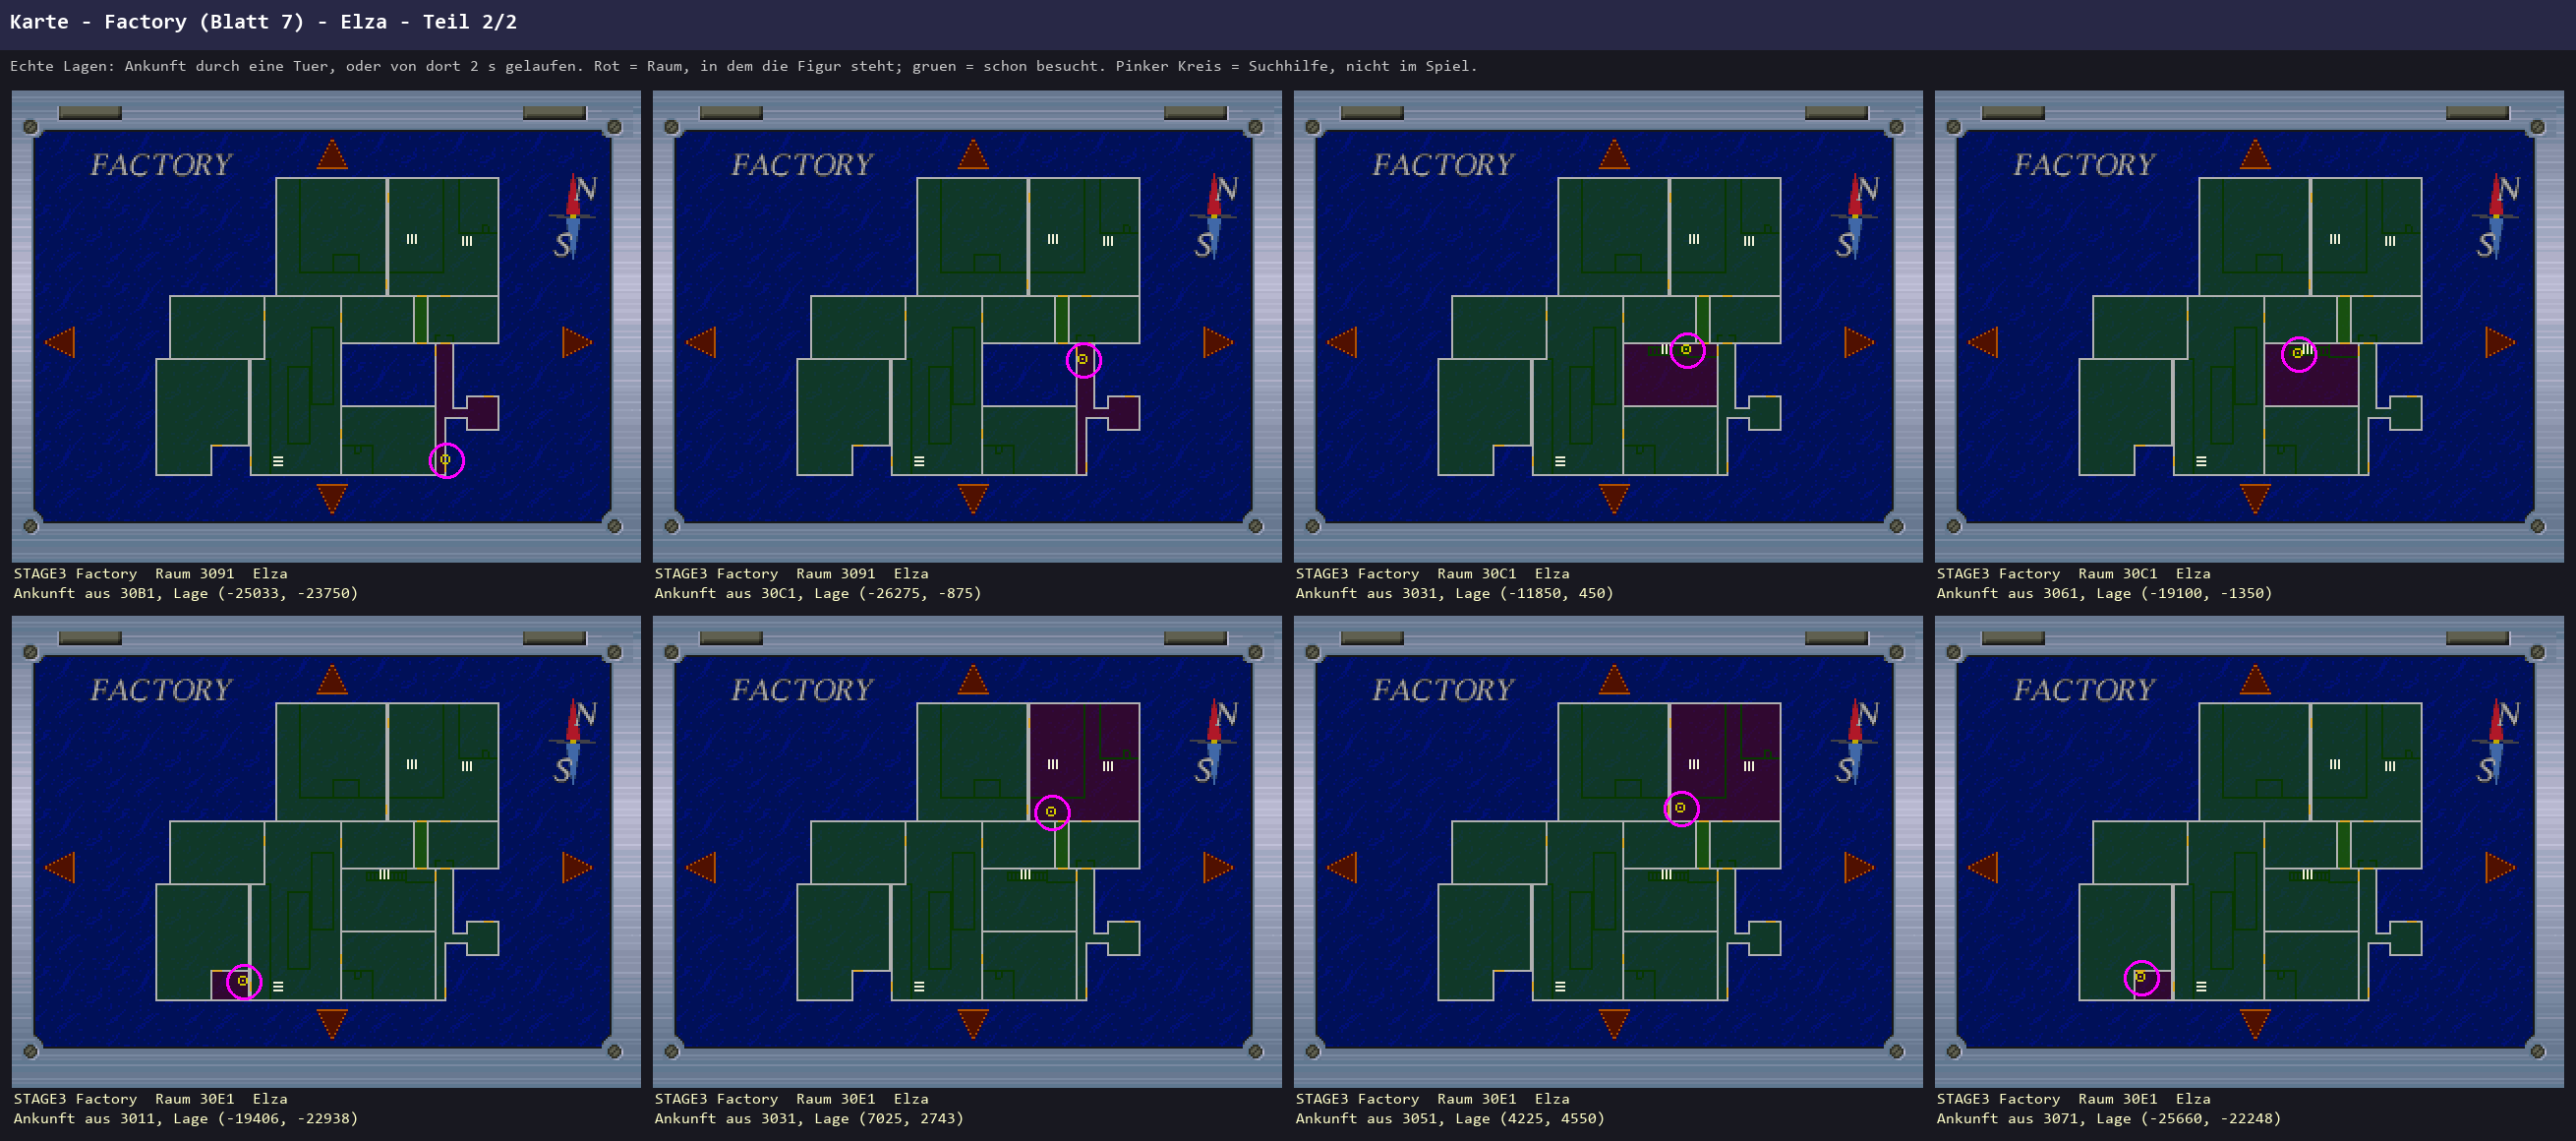 Karte - Factory (Blatt 7) - Elza - Teil 2/2
Echte Lagen: Ankunft durch eine Tuer, oder von dort 2 s gelaufen. Rot = Raum, in dem die Figur steht; gruen = schon besucht. Pinker Kreis = Suchhilfe, nicht im Spiel.
FACTORY
N
S
FACTORY
N
S
FACTORY
N
S
FACTORY
N
S
STAGE3 Factory  Raum 3091  Elza
Ankunft aus 30B1, Lage (-25033, -23750)
STAGE3 Factory  Raum 3091  Elza
Ankunft aus 30C1, Lage (-26275, -875)
STAGE3 Factory  Raum 30C1  Elza
Ankunft aus 3031, Lage (-11850, 450)
STAGE3 Factory  Raum 30C1  Elza
Ankunft aus 3061, Lage (-19100, -1350)
FACTORY
N
S
FACTORY
N
S
FACTORY
N
S
FACTORY
N
S
STAGE3 Factory  Raum 30E1  Elza
Ankunft aus 3011, Lage (-19406, -22938)
STAGE3 Factory  Raum 30E1  Elza
Ankunft aus 3031, Lage (7025, 2743)
STAGE3 Factory  Raum 30E1  Elza
Ankunft aus 3051, Lage (4225, 4550)
STAGE3 Factory  Raum 30E1  Elza
Ankunft aus 3071, Lage (-25660, -22248)